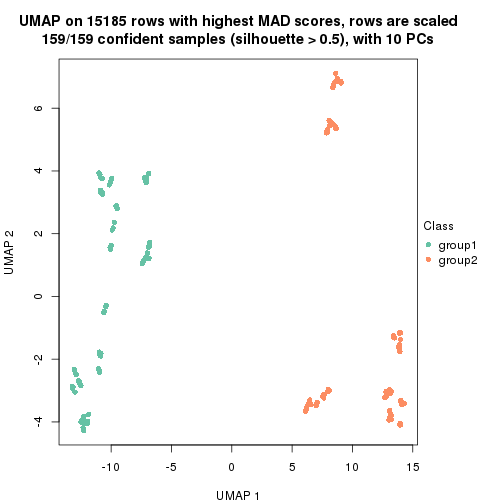 UMAP on 15185 rows with highest MAD scores, rows are scaled
159/159 confident samples (silhouette > 0.5), with 10 PCs
6
4
2
0
-2
-4
UMAP 2
-10
-5
0
5
10
15
UMAP 1
Class
group1
group2